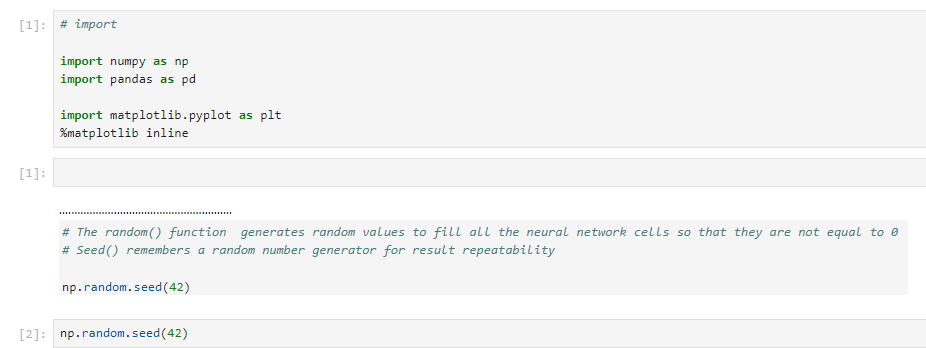 [1]: # import
import numpy as np
import pandas as pd
import matplotlib.pyplot as plt
%matplotlib inline
[1]:
........................................................
# The random() function  generates random values to fill all the neural network cells so that they are not equal to 0
# Seed() remembers a random number generator for result repeatability
np.random.seed(42)
[2]: np.random.seed(42)